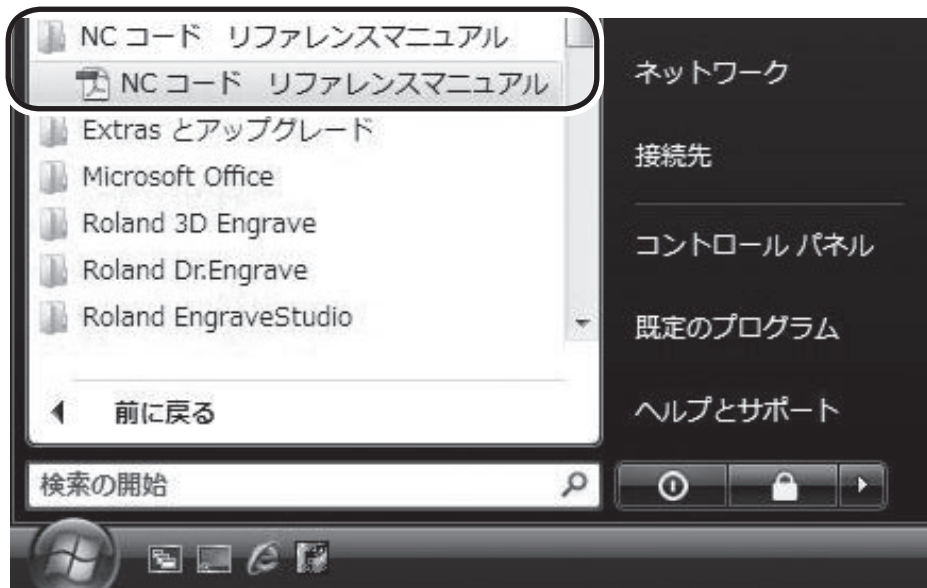 NC コード　リファレンスマニュアル
NC コード　リファレンスマニュアル
Extras とアップグレード
Microsoft Office
Roland 3D Engrave
Roland Dr.Engrave
Roland EngraveStudio
前に戻る
検索の開始
ネットワーク
接続先
コントロール パネル
既定のプログラム
ヘルプとサポート